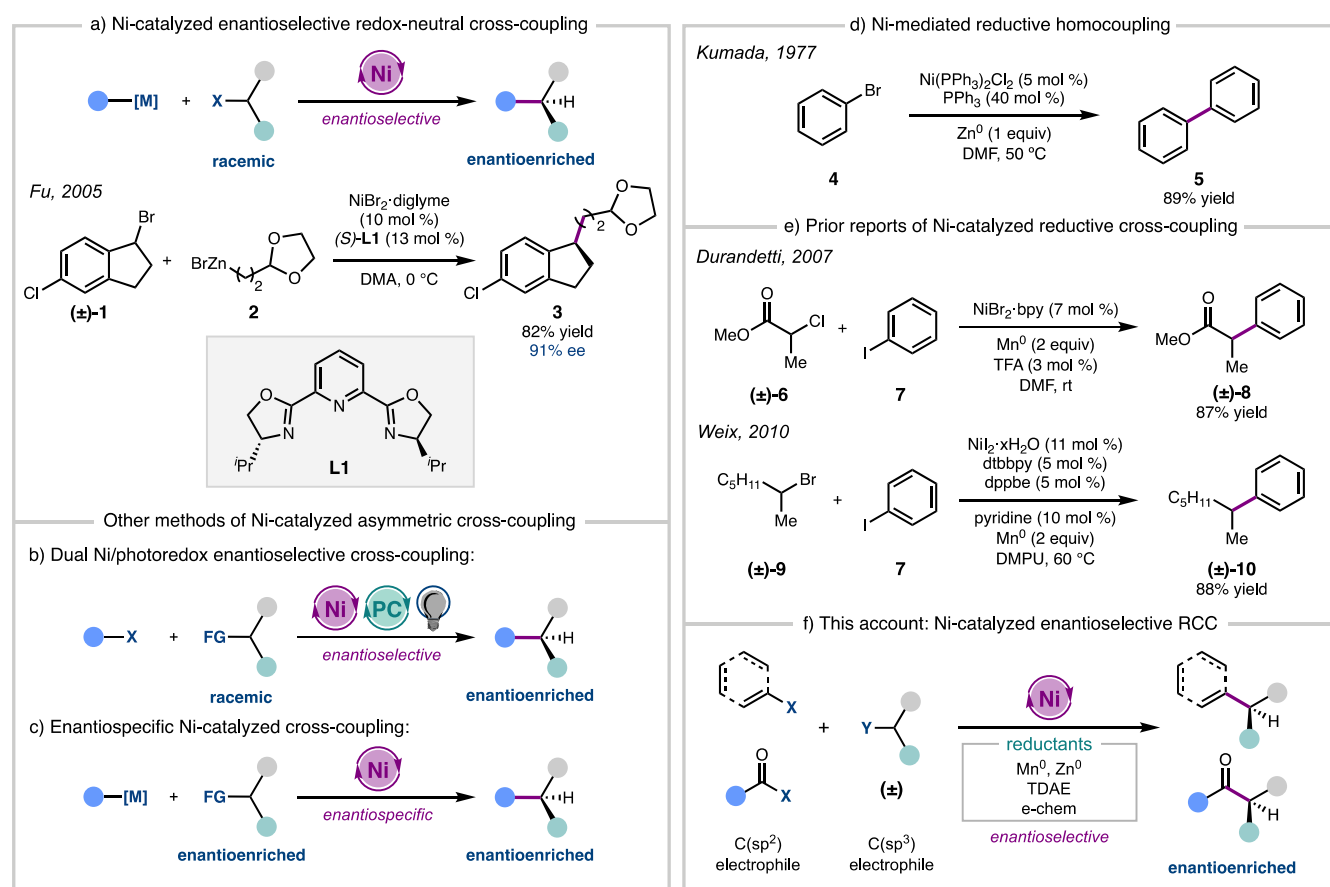 a) Ni-catalyzed enantioselective redox-neutral cross-coupling
[M]
+
X
Ni
enantioselective
H
racemic
enantioenriched
Fu, 2005
Br
Cl
(±)-1
+
BrZn
2
O
O
2
NiBr₂·diglyme
(10 mol %)
(S)-L1 (13 mol %)
DMA, 0 °C
2
O
O
Cl
3
82% yield
91% ee
O
N
N
O
N
iPr
iPr
L1
Other methods of Ni-catalyzed asymmetric cross-coupling
b) Dual Ni/photoredox enantioselective cross-coupling:
X
+
FG
Ni
PC
enantioselective
H
racemic
enantioenriched
c) Enantiospecific Ni-catalyzed cross-coupling:
[M]
+
FG
Ni
enantiospecific
H
enantioenriched
enantioenriched
d) Ni-mediated reductive homocoupling
Kumada, 1977
Br
4
Ni(PPh₃)₂Cl₂ (5 mol %)
PPh₃ (40 mol %)
Zn⁰ (1 equiv)
DMF, 50 ºC
5
89% yield
e) Prior reports of Ni-catalyzed reductive cross-coupling
Durandetti, 2007
O
MeO
Cl
Me
(±)-6
+
I
7
NiBr₂·bpy (7 mol %)
Mn⁰ (2 equiv)
TFA (3 mol %)
DMF, rt
O
MeO
Me
(±)-8
87% yield
Weix, 2010
C₅H₁₁
Br
Me
(±)-9
+
I
7
NiI₂·xH₂O (11 mol %)
dtbbpy (5 mol %)
dppbe (5 mol %)
pyridine (10 mol %)
Mn⁰ (2 equiv)
DMPU, 60 °C
C₅H₁₁
Me
(±)-10
88% yield
f) This account: Ni-catalyzed enantioselective RCC
X
O
X
C(sp²)
electrophile
+
Y
(±)
C(sp³)
electrophile
Ni
reductants
Mn⁰, Zn⁰
TDAE
e-chem
enantioselective
H
O
H
enantioenriched